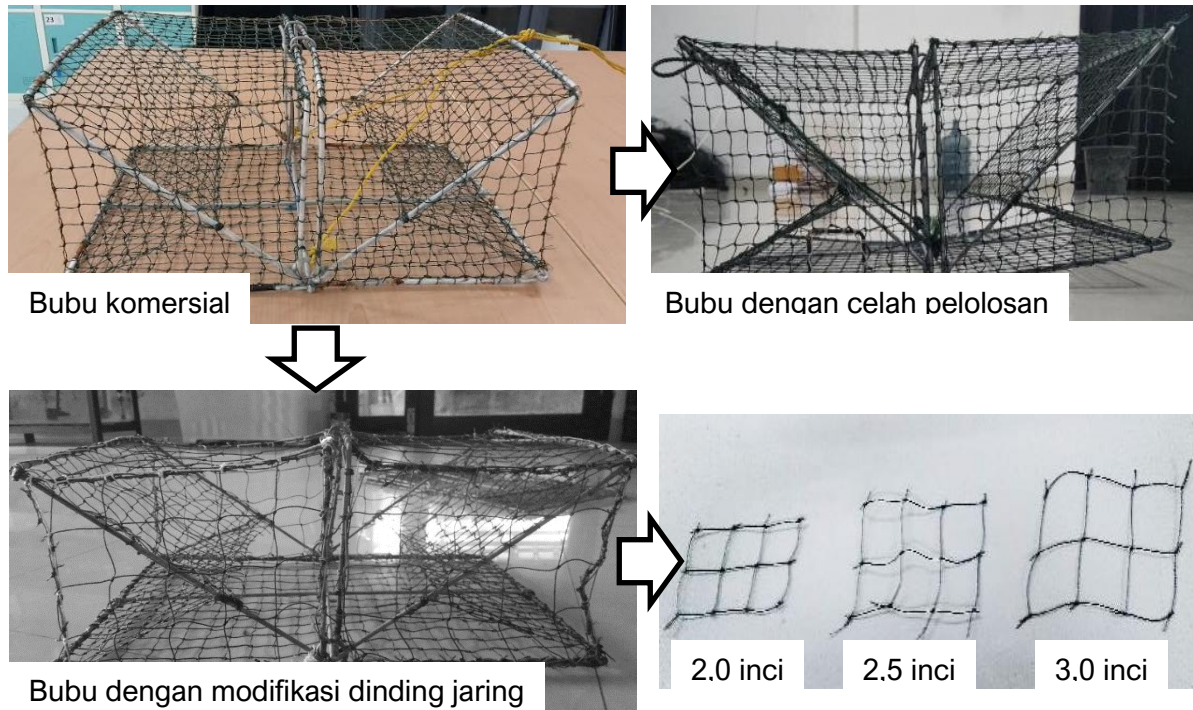 23
Bubu komersial
Bubu dengan celah pelolosan
Bubu dengan modifikasi dinding jaring
2,0 inci
2,5 inci
3,0 inci